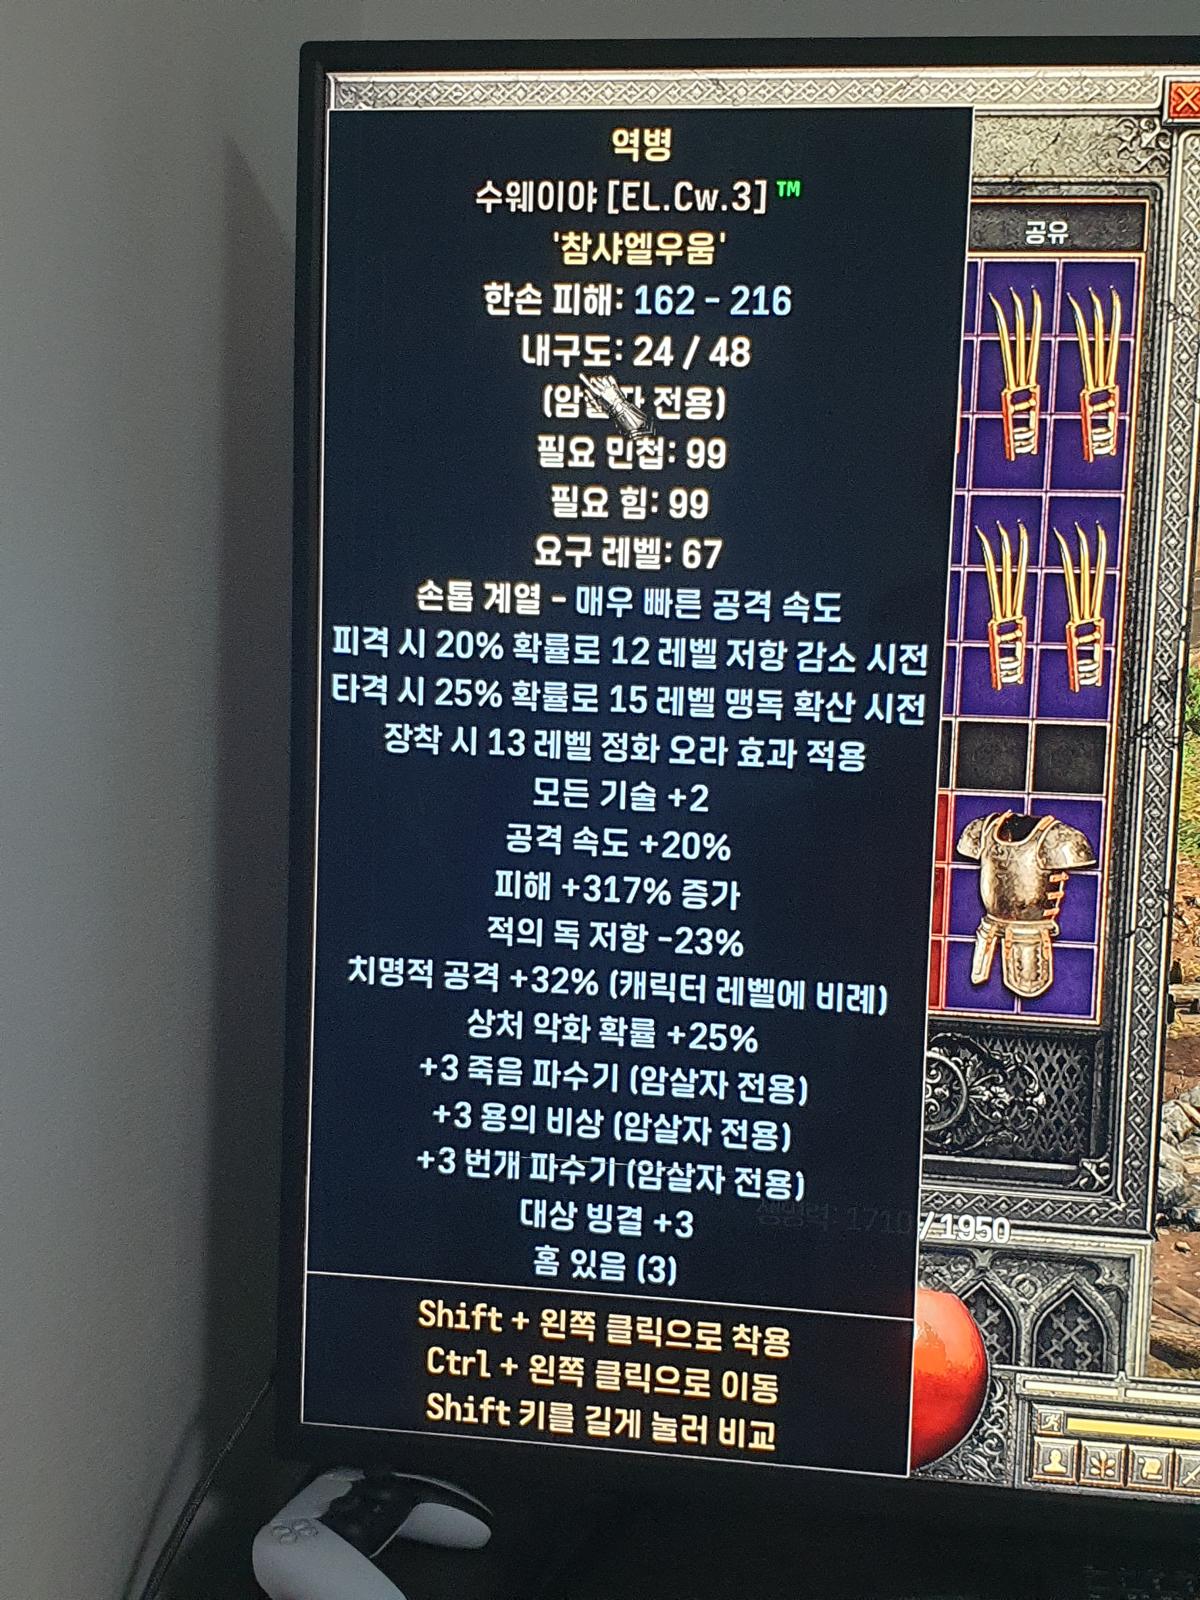 역병
수웨이야 [EL.Cw.3] ™
'참샤엘우움'
한손 피해: 162 - 216
내구도: 24 / 48
(암살자 전용)
필요 민첩: 99
필요 힘: 99
요구 레벨: 67
손톱 계열 - 매우 빠른 공격 속도
피격 시 20% 확률로 12 레벨 저항 감소 시전
타격 시 25% 확률로 15 레벨 맹독 확산 시전
장착 시 13 레벨 정화 오라 효과 적용
모든 기술 +2
공격 속도 +20%
피해 +317% 증가
적의 독 저항 -23%
치명적 공격 +32% (캐릭터 레벨에 비례)
상처 악화 확률 +25%
+3 죽음 파수기 (암살자 전용)
+3 용의 비상 (암살자 전용)
+3 번개 파수기 (암살자 전용)
대상 빙결 +3
홈 있음 (3)
Shift + 왼쪽 클릭으로 착용
Ctrl + 왼쪽 클릭으로 이동
Shift 키를 길게 눌러 비교
공유
생명력: 1710 / 1950